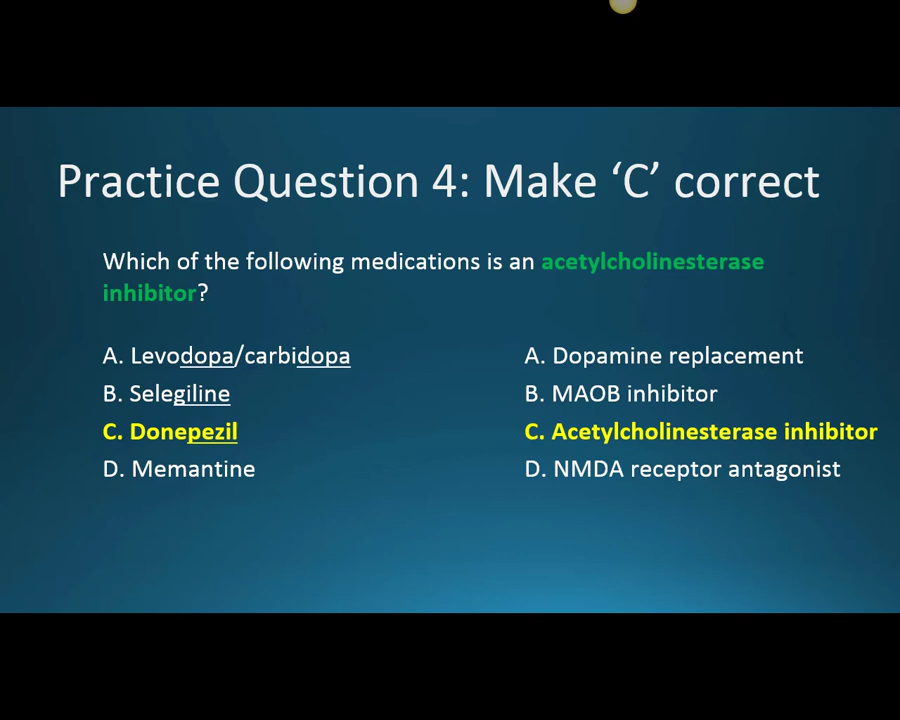 Practice Question 4: Make ‘C’ correct
Which of the following medications is an acetylcholinesterase
inhibitor?
A. Levodopa/carbidopa
B. Selegiline
C. Donepezil
D. Memantine
A. Dopamine replacement
B. MAOB inhibitor
C. Acetylcholinesterase inhibitor
D. NMDA receptor antagonist